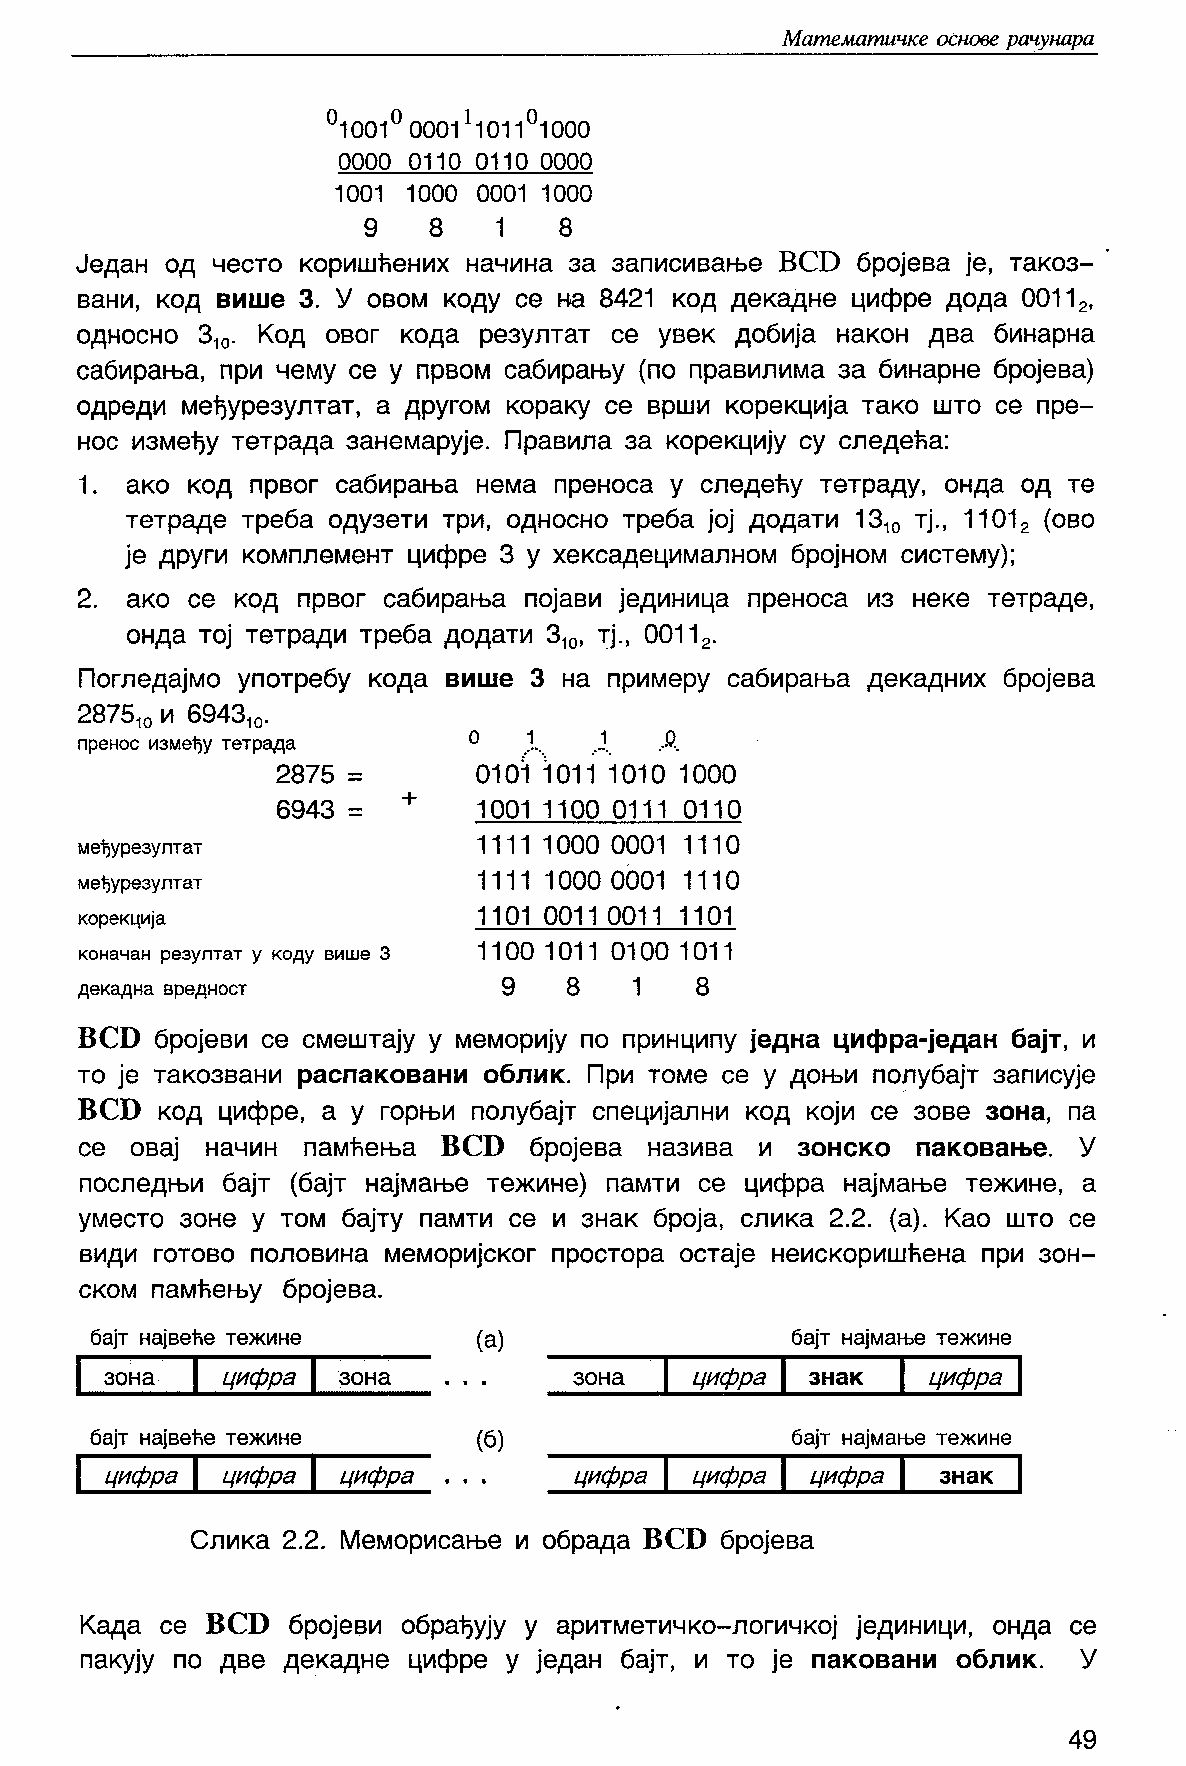 Математичке основе рачунара
⁰1001⁰ 0001¹1011⁰1000
0000 0110 0110 0000
1001 1000 0001 1000
9 8 1 8
Један од често коришћених начина за записивање BCD бројева је, такоз-
вани, код више 3. У овом коду се на 8421 код декадне цифре дода 0011₂,
односно 3₁₀. Код овог кода резултат се увек добија након два бинарна
сабирања, при чему се у првом сабирању (по правилима за бинарне бројеве)
одреди међурезултат, а другом кораку се врши корекција тако што се пре-
нос између тетрада занемарује. Правила за корекцију су следећа:
1. ако код првог сабирања нема преноса у следећу тетраду, онда од те
тетраде треба одузети три, односно треба јој додати 13₁₀ тј., 1101₂ (ово
је други комплемент цифре 3 у хексадецималном бројном систему);
2. ако се код првог сабирања појави јединица преноса из неке тетраде,
онда тој тетради треба додати 3₁₀, тј., 0011₂.
Погледајмо употребу кода више 3 на примеру сабирања декадних бројева
2875₁₀ и 6943₁₀.
пренос између тетрада 0 1 1 0
2875 = 0101 1011 1010 1000
6943 = + 1001 1100 0111 0110
међурезултат 1111 1000 0001 1110
међурезултат 1111 1000 0001 1110
корекција 1101 0011 0011 1101
коначан резултат у коду више 3 1100 1011 0100 1011
декадна вредност 9 8 1 8
BCD бројеви се смештају у меморију по принципу једна цифра-један бајт, и
то је такозвани распаковани облик. При томе се у доњи полубајт записује
BCD код цифре, а у горњи полубајт специјални код који се зове зона, па
се овај начин памћења BCD бројева назива и зонско паковање. У
последњи бајт (бајт најмање тежине) памти се цифра најмање тежине, а
уместо зоне у том бајту памти се и знак броја, слика 2.2. (а). Као што се
види готово половина меморијског простора остаје неискоришћена при зон-
ском памћењу бројева.
бајт највеће тежине (а) бајт најмање тежине
зона цифра зона . . . зона цифра знак цифра
бајт највеће тежине (б) бајт најмање тежине
цифра цифра цифра . . . цифра цифра цифра знак
Слика 2.2. Меморисање и обрада BCD бројева
Када се BCD бројеви обрађују у аритметичко-логичкој јединици, онда се
пакују по две декадне цифре у један бајт, и то је паковани облик. У
49